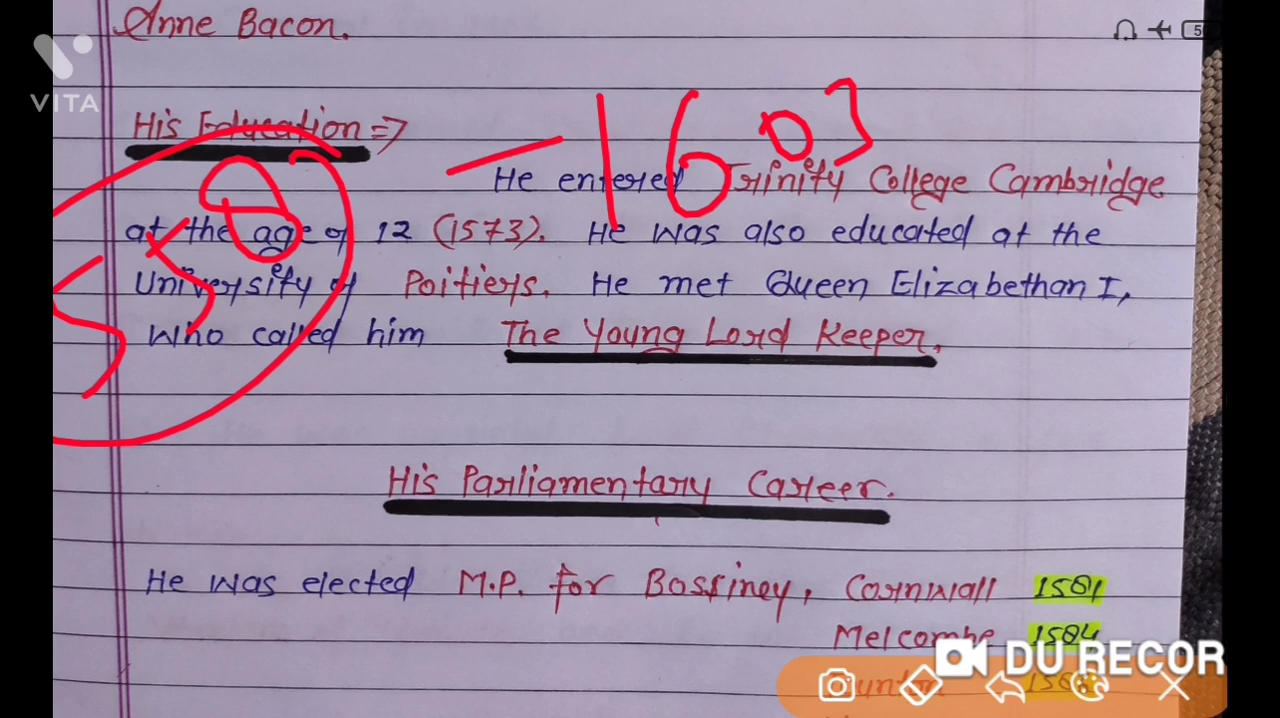 Anne Bacon.
VITA
His Education =>
- 1603
He entered Trinity College Cambridge
at the age of 12 (1573). He was also educated at the
University of Poitiers. He met Queen Elizabethan I,
Who called him The Young Lord Keeper.
His Parliamentary Career.
He was elected M.P. for Bossiney, Cornwall 1581
Melcombe 1584
DU RECOR